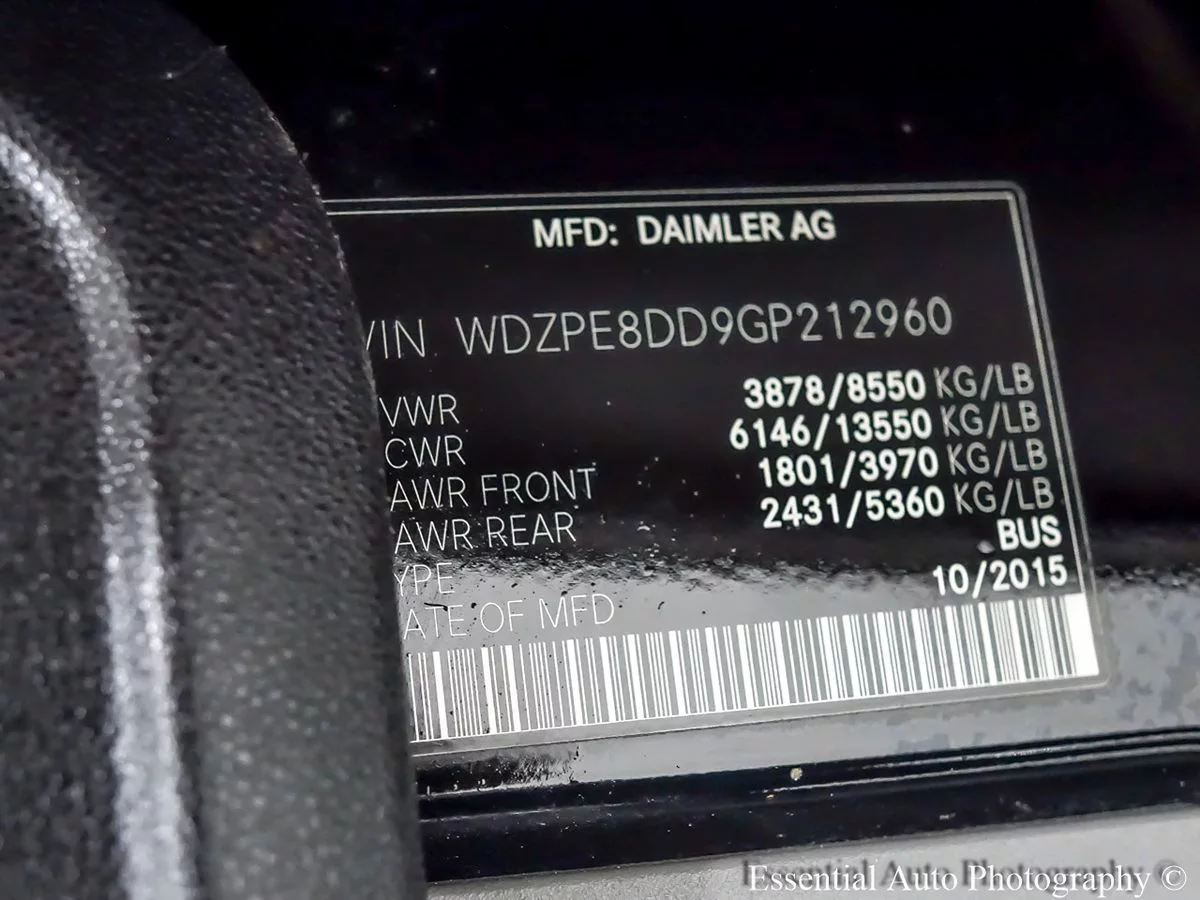 MFD: DAIMLER AG
VIN WDZPE8DD9GP212960
VWR 3878/8550 KG/LB
CWR 6146/13550 KG/LB
AWR FRONT 1801/3970 KG/LB
AWR REAR 2431/5360 KG/LB
YPE BUS
ATE OF MFD 10/2015
Essential Auto Photography ©